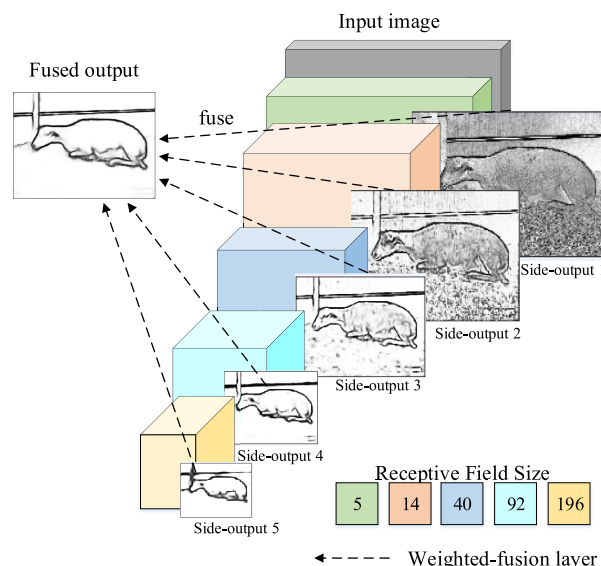 Input image
Fused output
fuse
Side-output
Side-output 2
Side-output 3
Side-output 4
Side-output 5
Receptive Field Size
5 14 40 92 196
Weighted-fusion layer